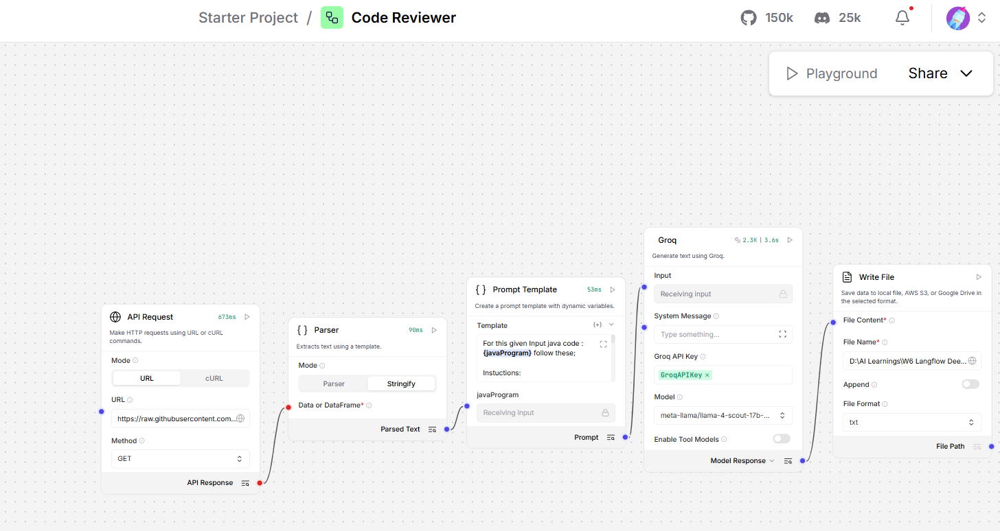 Starter Project / Code Reviewer
150k
25k
Playground
Share
API Request
673ms
Make HTTP requests using URL or cURL
commands.
Mode
URL
cURL
URL
https://raw.githubusercontent.com...
Method
GET
API Response
Parser
90ms
Extracts text using a template.
Mode
Parser
Stringify
Data or DataFrame*
Parsed Text
Prompt Template
53ms
Create a prompt template with dynamic variables.
Template
For this given Input java code :
{javaProgram} follow these;
Instuctions:
javaProgram
Receiving input
Prompt
Groq
2.3K | 3.6s
Generate text using Groq.
Input
Receiving input
System Message
Type something...
Groq API Key
GroqAPIKey ×
Model
meta-llama/llama-4-scout-17b-...
Enable Tool Models
Model Response
Write File
Save data to local file, AWS S3, or Google Drive in
the selected format.
File Content*
File Name*
D:\AI Learnings\W6 Langflow Dee...
Append
File Format
txt
File Path